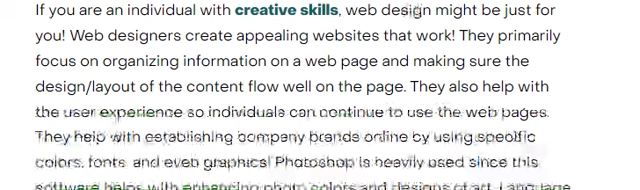 If you are an individual with creative skills, web design might be just for
you! Web designers create appealing websites that work! They primarily
focus on organizing information on a web page and making sure the
design/layout of the content flow well on the page. They also help with
the user experience so individuals can continue to use the web pages.
They help with establishing company brands online by using specific
colors, fonts and even graphics! Photoshop is heavily used since this
software helps with enhancing colors and designs of art.